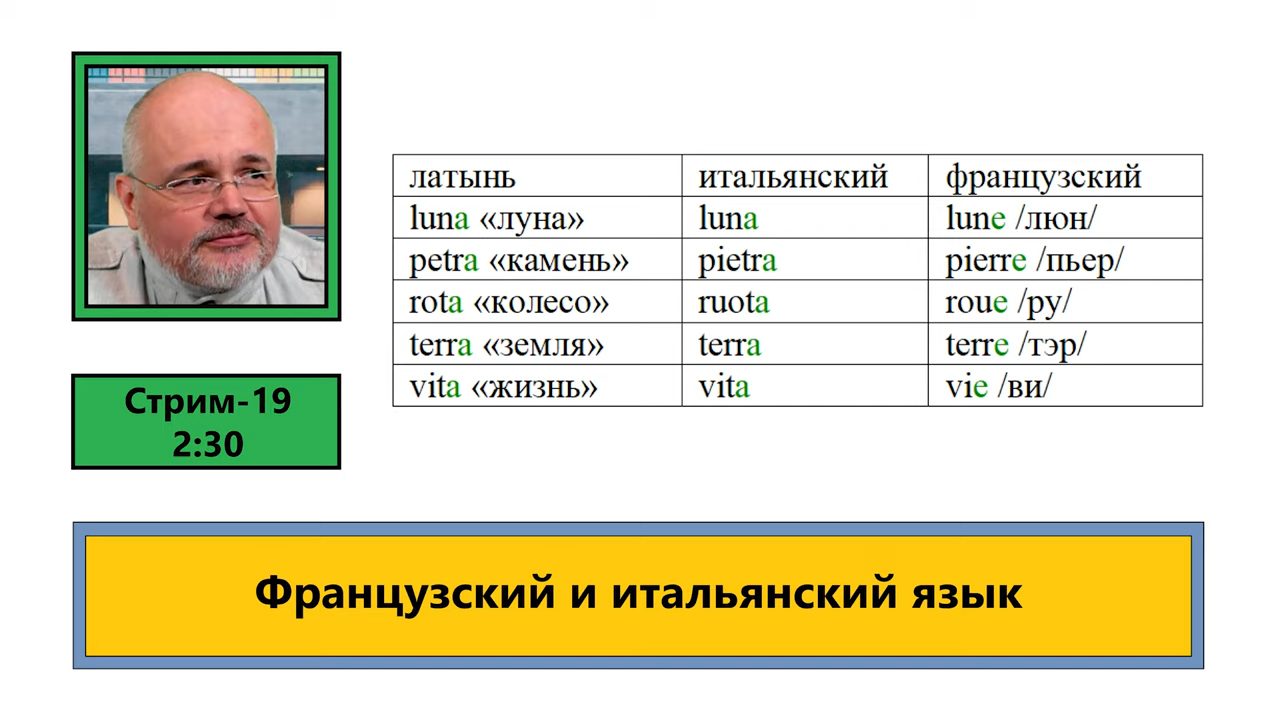 Стрим-19
2:30
латынь итальянский французский
luna «луна» luna lune /люн/
petra «камень» pietra pierre /пьер/
rota «колесо» ruota roue /ру/
terra «земля» terra terre /тэр/
vita «жизнь» vita vie /ви/
Французский и итальянский язык